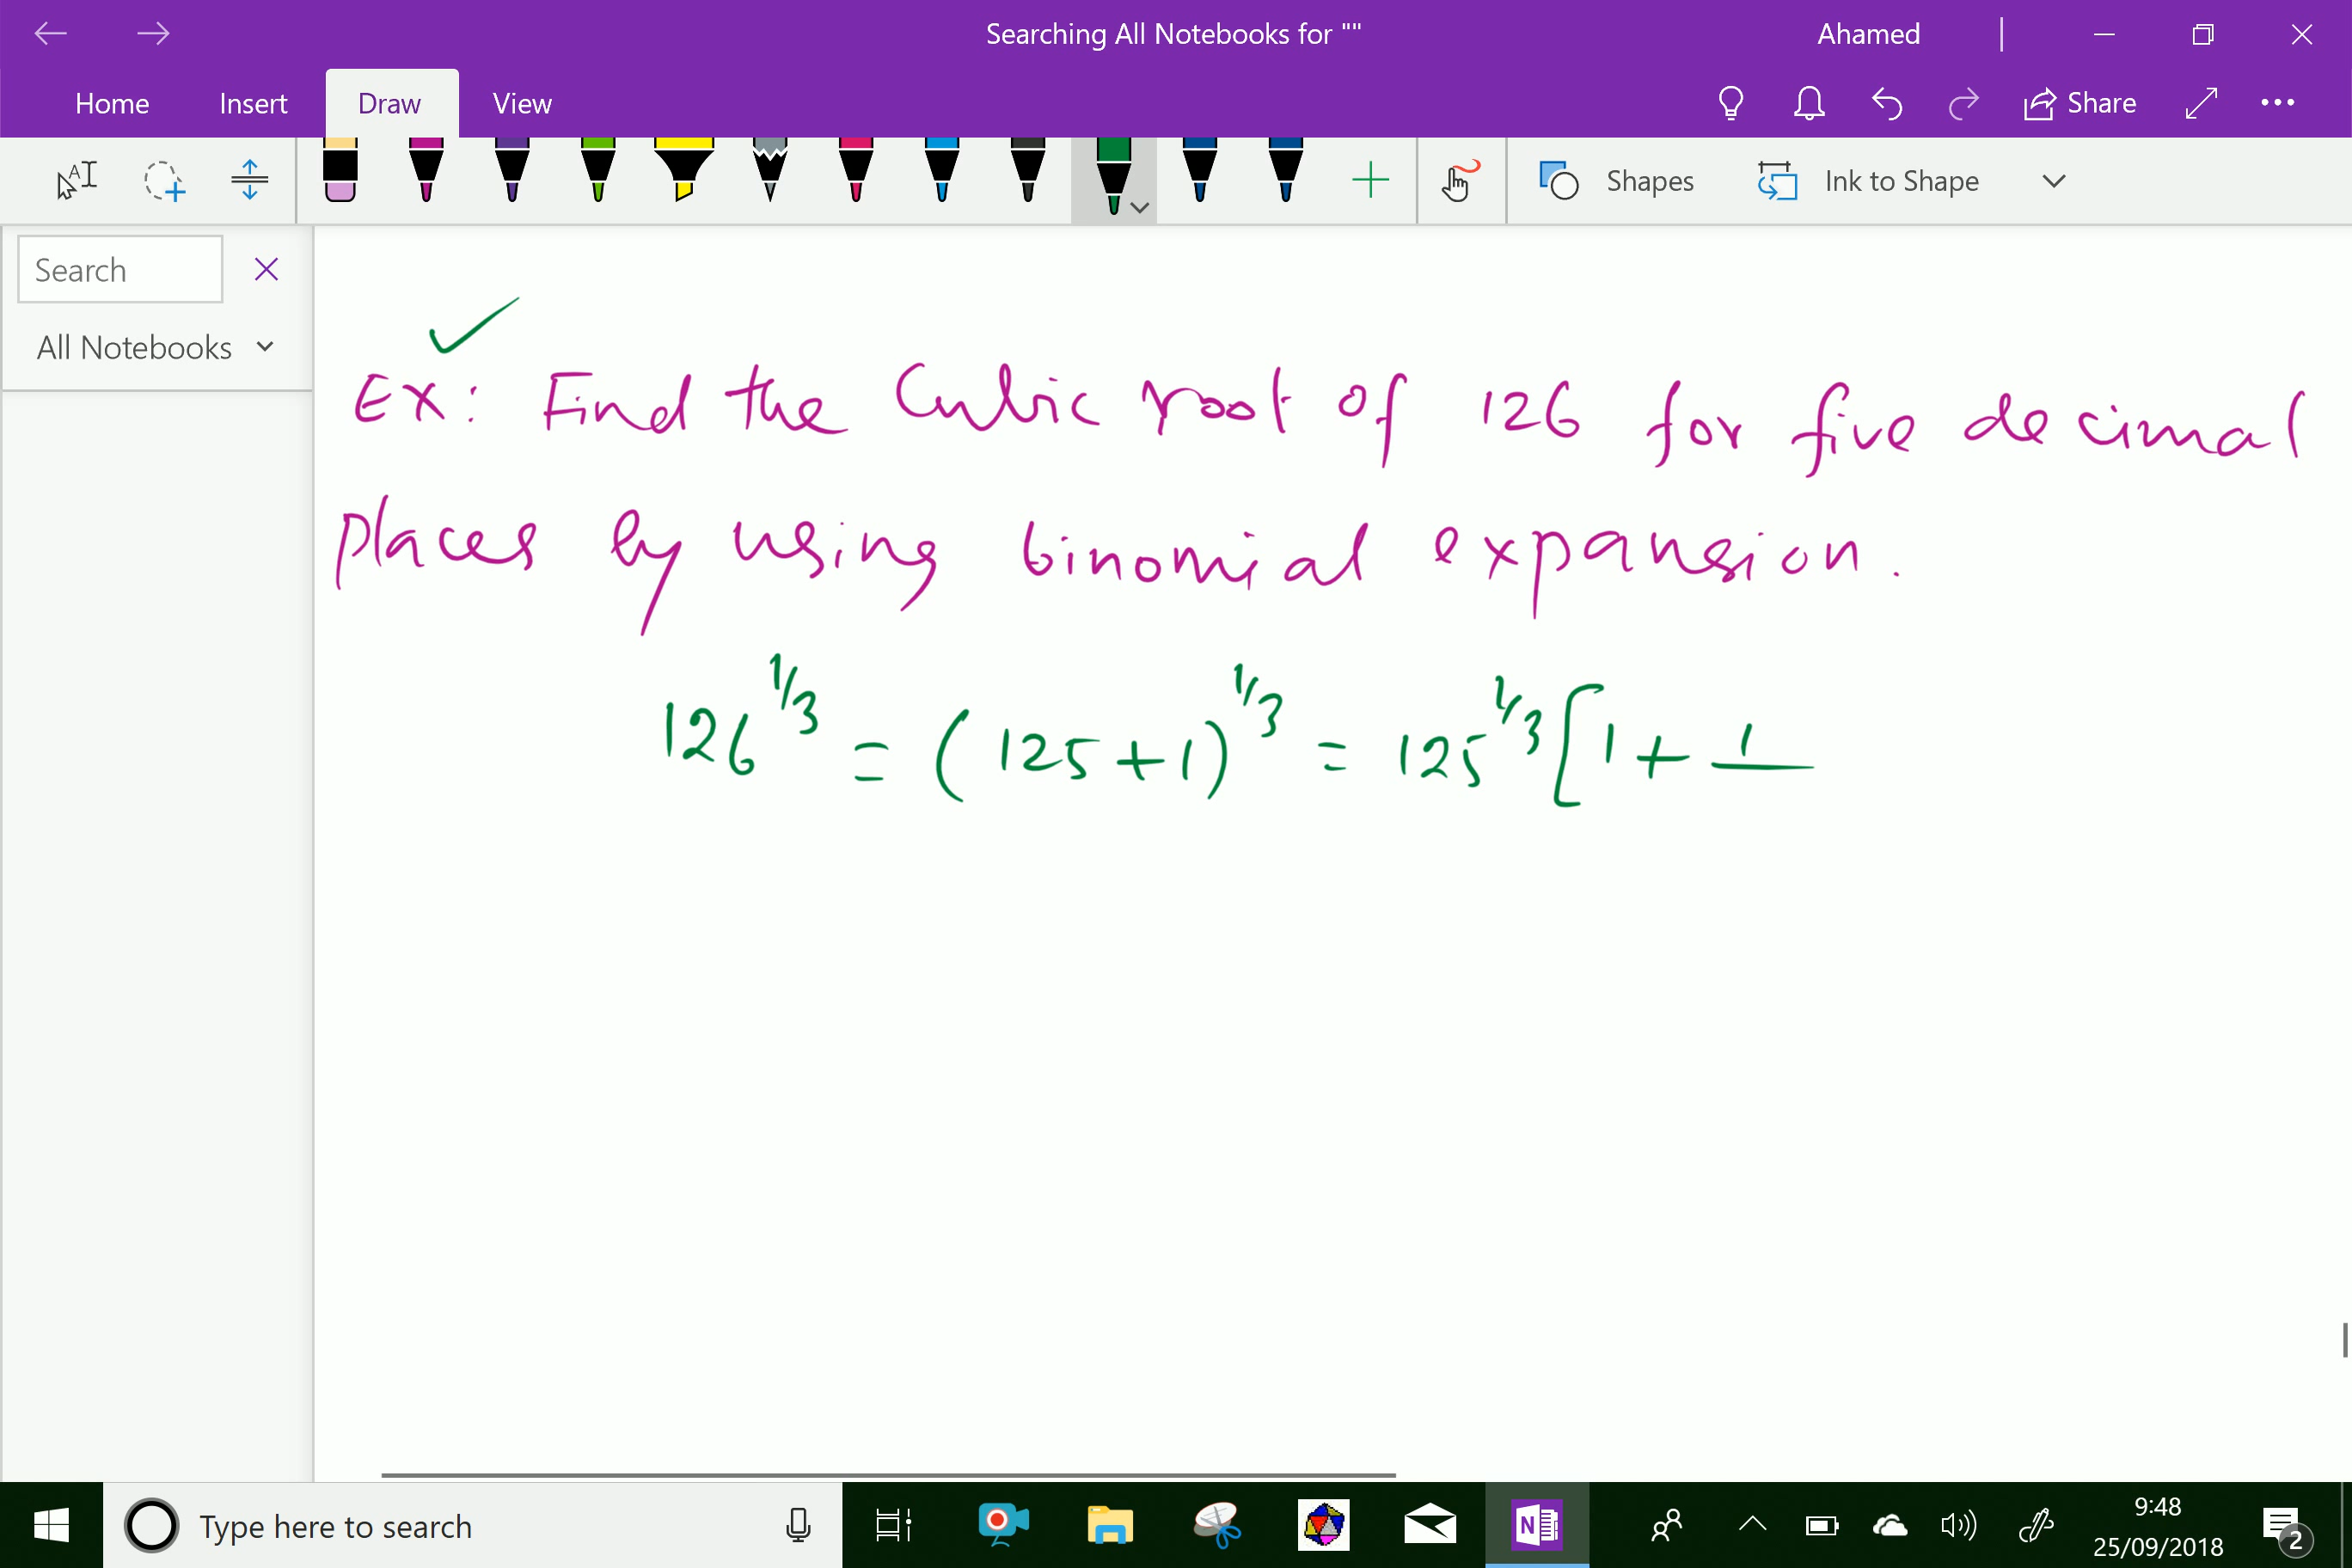 Searching All Notebooks for ""
Ahamed
Home Insert Draw View
Share
Shapes
Ink to Shape
Search
All Notebooks
Ex: Find the Cubic root of 126 for five decimal
places by using binomial expansion.
126^1/3 = (125+1)^1/3 = 125^1/3 [1 + 1
Type here to search
9:48
25/09/2018
2